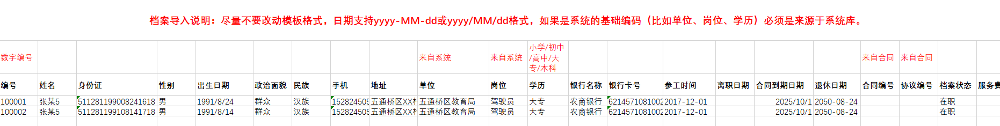 档案导入说明：尽量不要改动模板格式，日期支持yyyy-MM-dd或yyyy/MM/dd格式，如果是系统的基础编码（比如单位、岗位、学历）必须是来源于系统库。
数字编号 来自系统 来自系统 小学/初中/高中/大专/本科 来自合同 来自合同
编号 姓名 身份证 性别 出生日期 政治面貌 民族 手机 地址 单位 岗位 学历 银行名称 银行卡号 参工时间 离职日期 合同到期日期 退休日期 合同编号 协议编号 档案状态 服务费
100001 张某5 511281199008241618 男 1991/8/24 群众 汉族 152824505 五通桥区XX村 五通桥区教育局 驾驶员 大专 农商银行 6214571081002 2017-12-01 2025/10/1 2050-08-24 在职
100002 张某5 511281199108141718 男 1991/8/14 群众 汉族 152824505 五通桥区XX村 五通桥区教育局 驾驶员 大专 农商银行 6214571081002 2017-12-01 2025/10/1 2050-08-24 在职